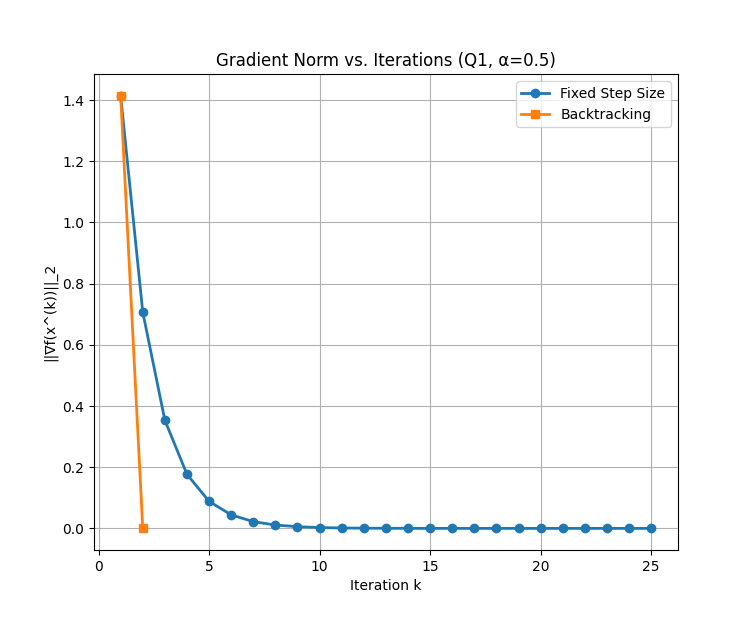 Gradient Norm vs. Iterations (Q1, α=0.5)
Fixed Step Size
Backtracking
||∇f(x^(k))||_2
1.4
1.2
1.0
0.8
0.6
0.4
0.2
0.0
0 5 10 15 20 25
Iteration k